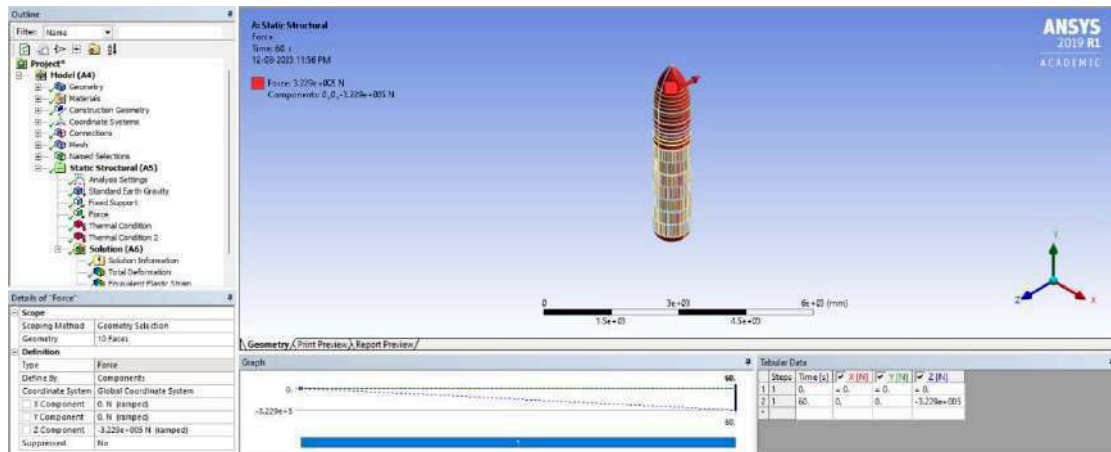 Outline
Filter: Name
Project*
Model (A4)
Geometry
Materials
Construction Geometry
Coordinate Systems
Connections
Mesh
Named Selections
Static Structural (A5)
Analysis Settings
Standard Earth Gravity
Fixed Support
Force
Thermal Condition
Thermal Condition 2
Solution (A6)
Solution Information
Total Deformation
Equivalent Plastic Strain
Details of "Force"
Scope
Scoping Method Geometry Selection
Geometry 10 Faces
Definition
Type Force
Define By Components
Coordinate System Global Coordinate System
X Component 0. N (ramped)
Y Component 0. N (ramped)
Z Component -3.229e+005 N (ramped)
Suppressed No
A: Static Structural
Force
Time: 60. s
11:56 PM
Force: 3.229e+005 N
Components: 0.,0.,-3.229e+005 N
ANSYS
2019 R1
ACADEMIC
Y
Z X
0 3e+03 6e+03 (mm)
1.5e+03 4.5e+03
Geometry Print Preview Report Preview
Graph
60.
0.
-3.229e+5
60.
1
Tabular Data
Steps Time [s] X [N] Y [N] Z [N]
1 1 0. = 0. = 0. = 0.
2 1 60. 0. 0. -3.229e+005
*